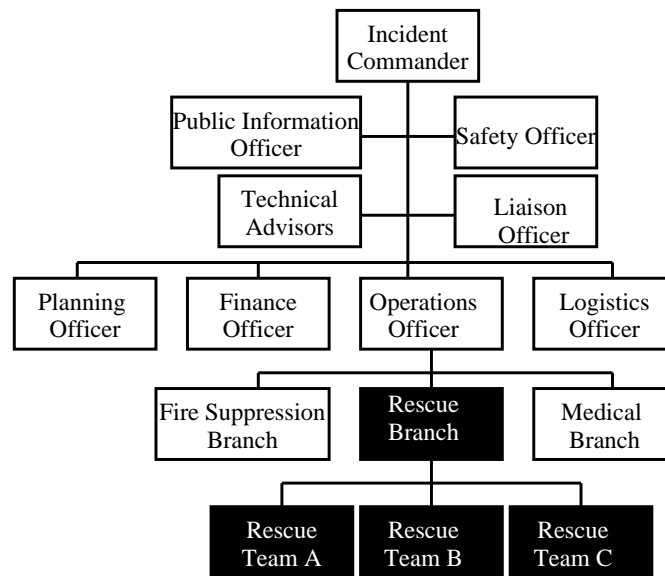 Incident
Commander
Public Information
Officer
Safety Officer
Technical
Advisors
Liaison
Officer
Planning
Officer
Finance
Officer
Operations
Officer
Logistics
Officer
Fire Suppression
Branch
Rescue
Branch
Medical
Branch
Rescue
Team A
Rescue
Team B
Rescue
Team C